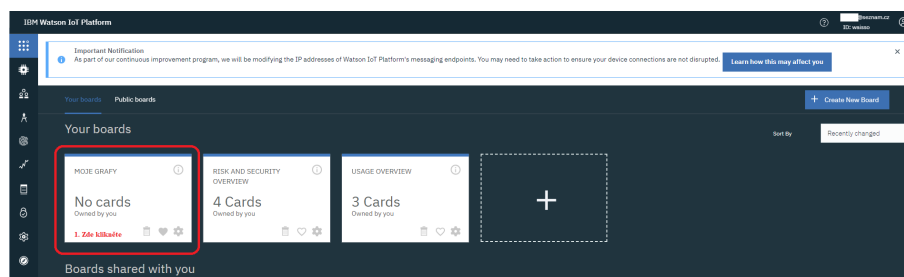 IBM Watson IoT Platform
@seznam.cz
ID: waisso
Important Notification
As part of our continuous improvement program, we will be modifying the IP addresses of Watson IoT Platform's messaging endpoints. You may need to take action to ensure your device connections are not disrupted.
Learn how this may affect you
Your boards Public boards
+ Create New Board
Your boards
Sort By Recently changed
MOJE GRAFY
No cards
Owned by you
1. Zde klikněte
RISK AND SECURITY
OVERVIEW
4 Cards
Owned by you
USAGE OVERVIEW
3 Cards
Owned by you
Boards shared with you